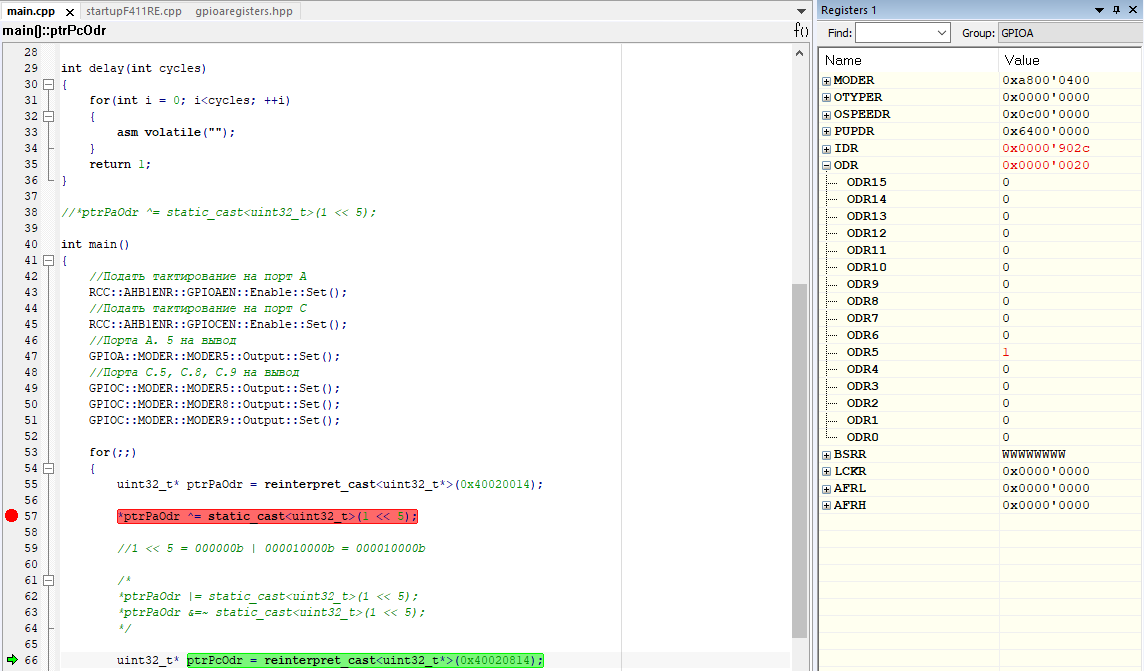 main.cpp × startupF411RE.cpp gpioaregisters.hpp
main()::ptrPcOdr f()
28
29 int delay(int cycles)
30 {
31 for(int i = 0; i<cycles; ++i)
32 {
33 asm volatile("");
34 }
35 return 1;
36 }
37
38 //*ptrPaOdr ^= static_cast<uint32_t>(1 << 5);
39
40 int main()
41 {
42 //Подать тактирование на порт А
43 RCC::AHB1ENR::GPIOAEN::Enable::Set();
44 //Подать тактирование на порт С
45 RCC::AHB1ENR::GPIOCEN::Enable::Set();
46 //Порта А. 5 на вывод
47 GPIOA::MODER::MODER5::Output::Set();
48 //Порта С.5, С.8, С.9 на вывод
49 GPIOC::MODER::MODER5::Output::Set();
50 GPIOC::MODER::MODER8::Output::Set();
51 GPIOC::MODER::MODER9::Output::Set();
52
53 for(;;)
54 {
55 uint32_t* ptrPaOdr = reinterpret_cast<uint32_t*>(0x40020014);
56
57 *ptrPaOdr ^= static_cast<uint32_t>(1 << 5);
58
59 //1 << 5 = 000000b | 000010000b = 000010000b
60
61 /*
62 *ptrPaOdr |= static_cast<uint32_t>(1 << 5);
63 *ptrPaOdr &=~ static_cast<uint32_t>(1 << 5);
64 */
65
66 uint32_t* ptrPcOdr = reinterpret_cast<uint32_t*>(0x40020814);
Registers 1
Find: Group: GPIOA
Name Value
MODER 0xa800'0400
OTYPER 0x0000'0000
OSPEEDR 0x0c00'0000
PUPDR 0x6400'0000
IDR 0x0000'902c
ODR 0x0000'0020
ODR15 0
ODR14 0
ODR13 0
ODR12 0
ODR11 0
ODR10 0
ODR9 0
ODR8 0
ODR7 0
ODR6 0
ODR5 1
ODR4 0
ODR3 0
ODR2 0
ODR1 0
ODR0 0
BSRR WWWWWWWW
LCKR 0x0000'0000
AFRL 0x0000'0000
AFRH 0x0000'0000